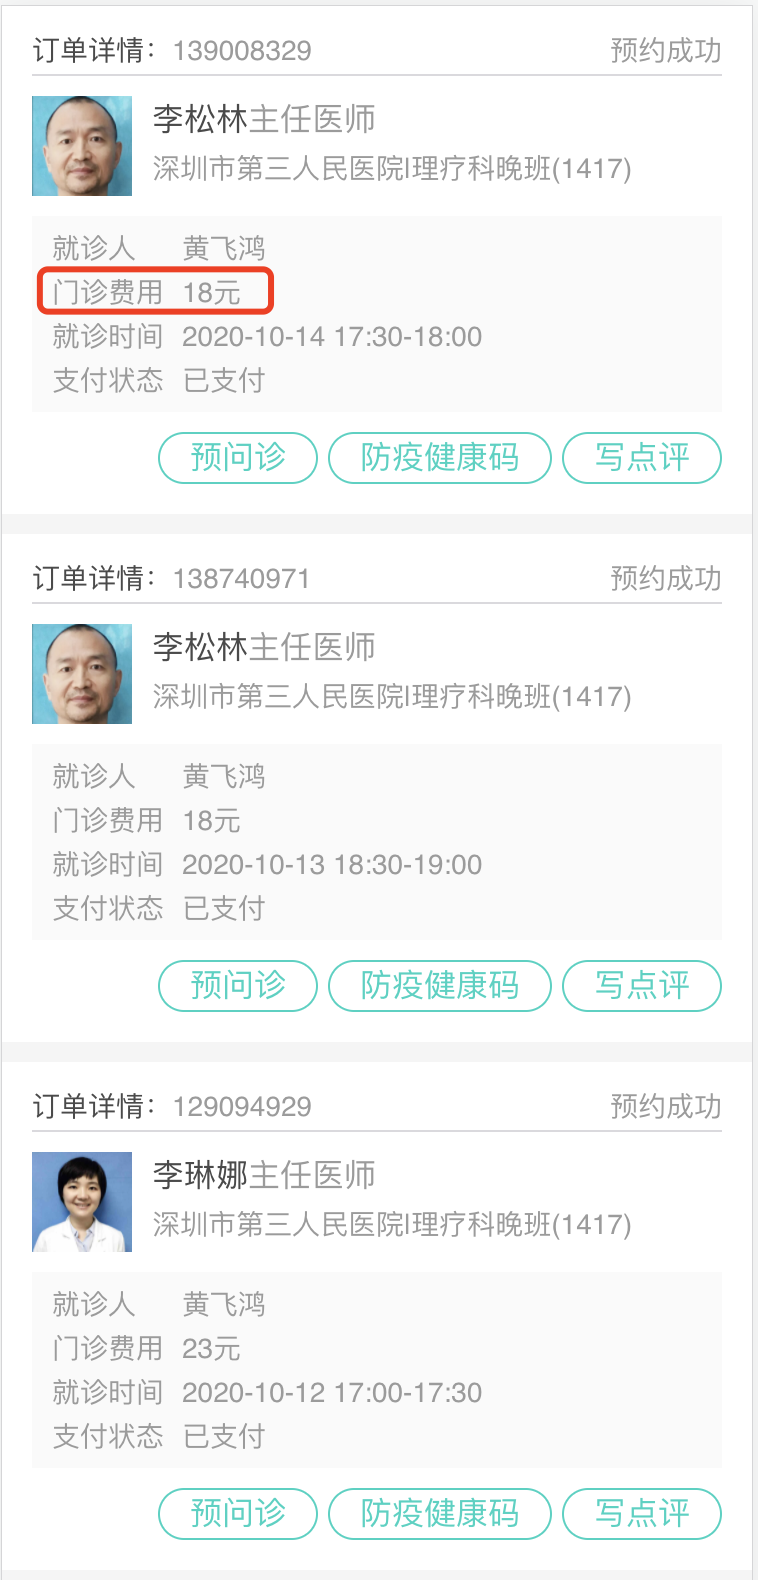 订单详情：139008329 预约成功
李松林主任医师
深圳市第三人民医院|理疗科晚班(1417)
就诊人 黄飞鸿
门诊费用 18元
就诊时间 2020-10-14 17:30-18:00
支付状态 已支付
预问诊 防疫健康码 写点评
订单详情：138740971 预约成功
李松林主任医师
深圳市第三人民医院|理疗科晚班(1417)
就诊人 黄飞鸿
门诊费用 18元
就诊时间 2020-10-13 18:30-19:00
支付状态 已支付
预问诊 防疫健康码 写点评
订单详情：129094929 预约成功
李琳娜主任医师
深圳市第三人民医院|理疗科晚班(1417)
就诊人 黄飞鸿
门诊费用 23元
就诊时间 2020-10-12 17:00-17:30
支付状态 已支付
预问诊 防疫健康码 写点评